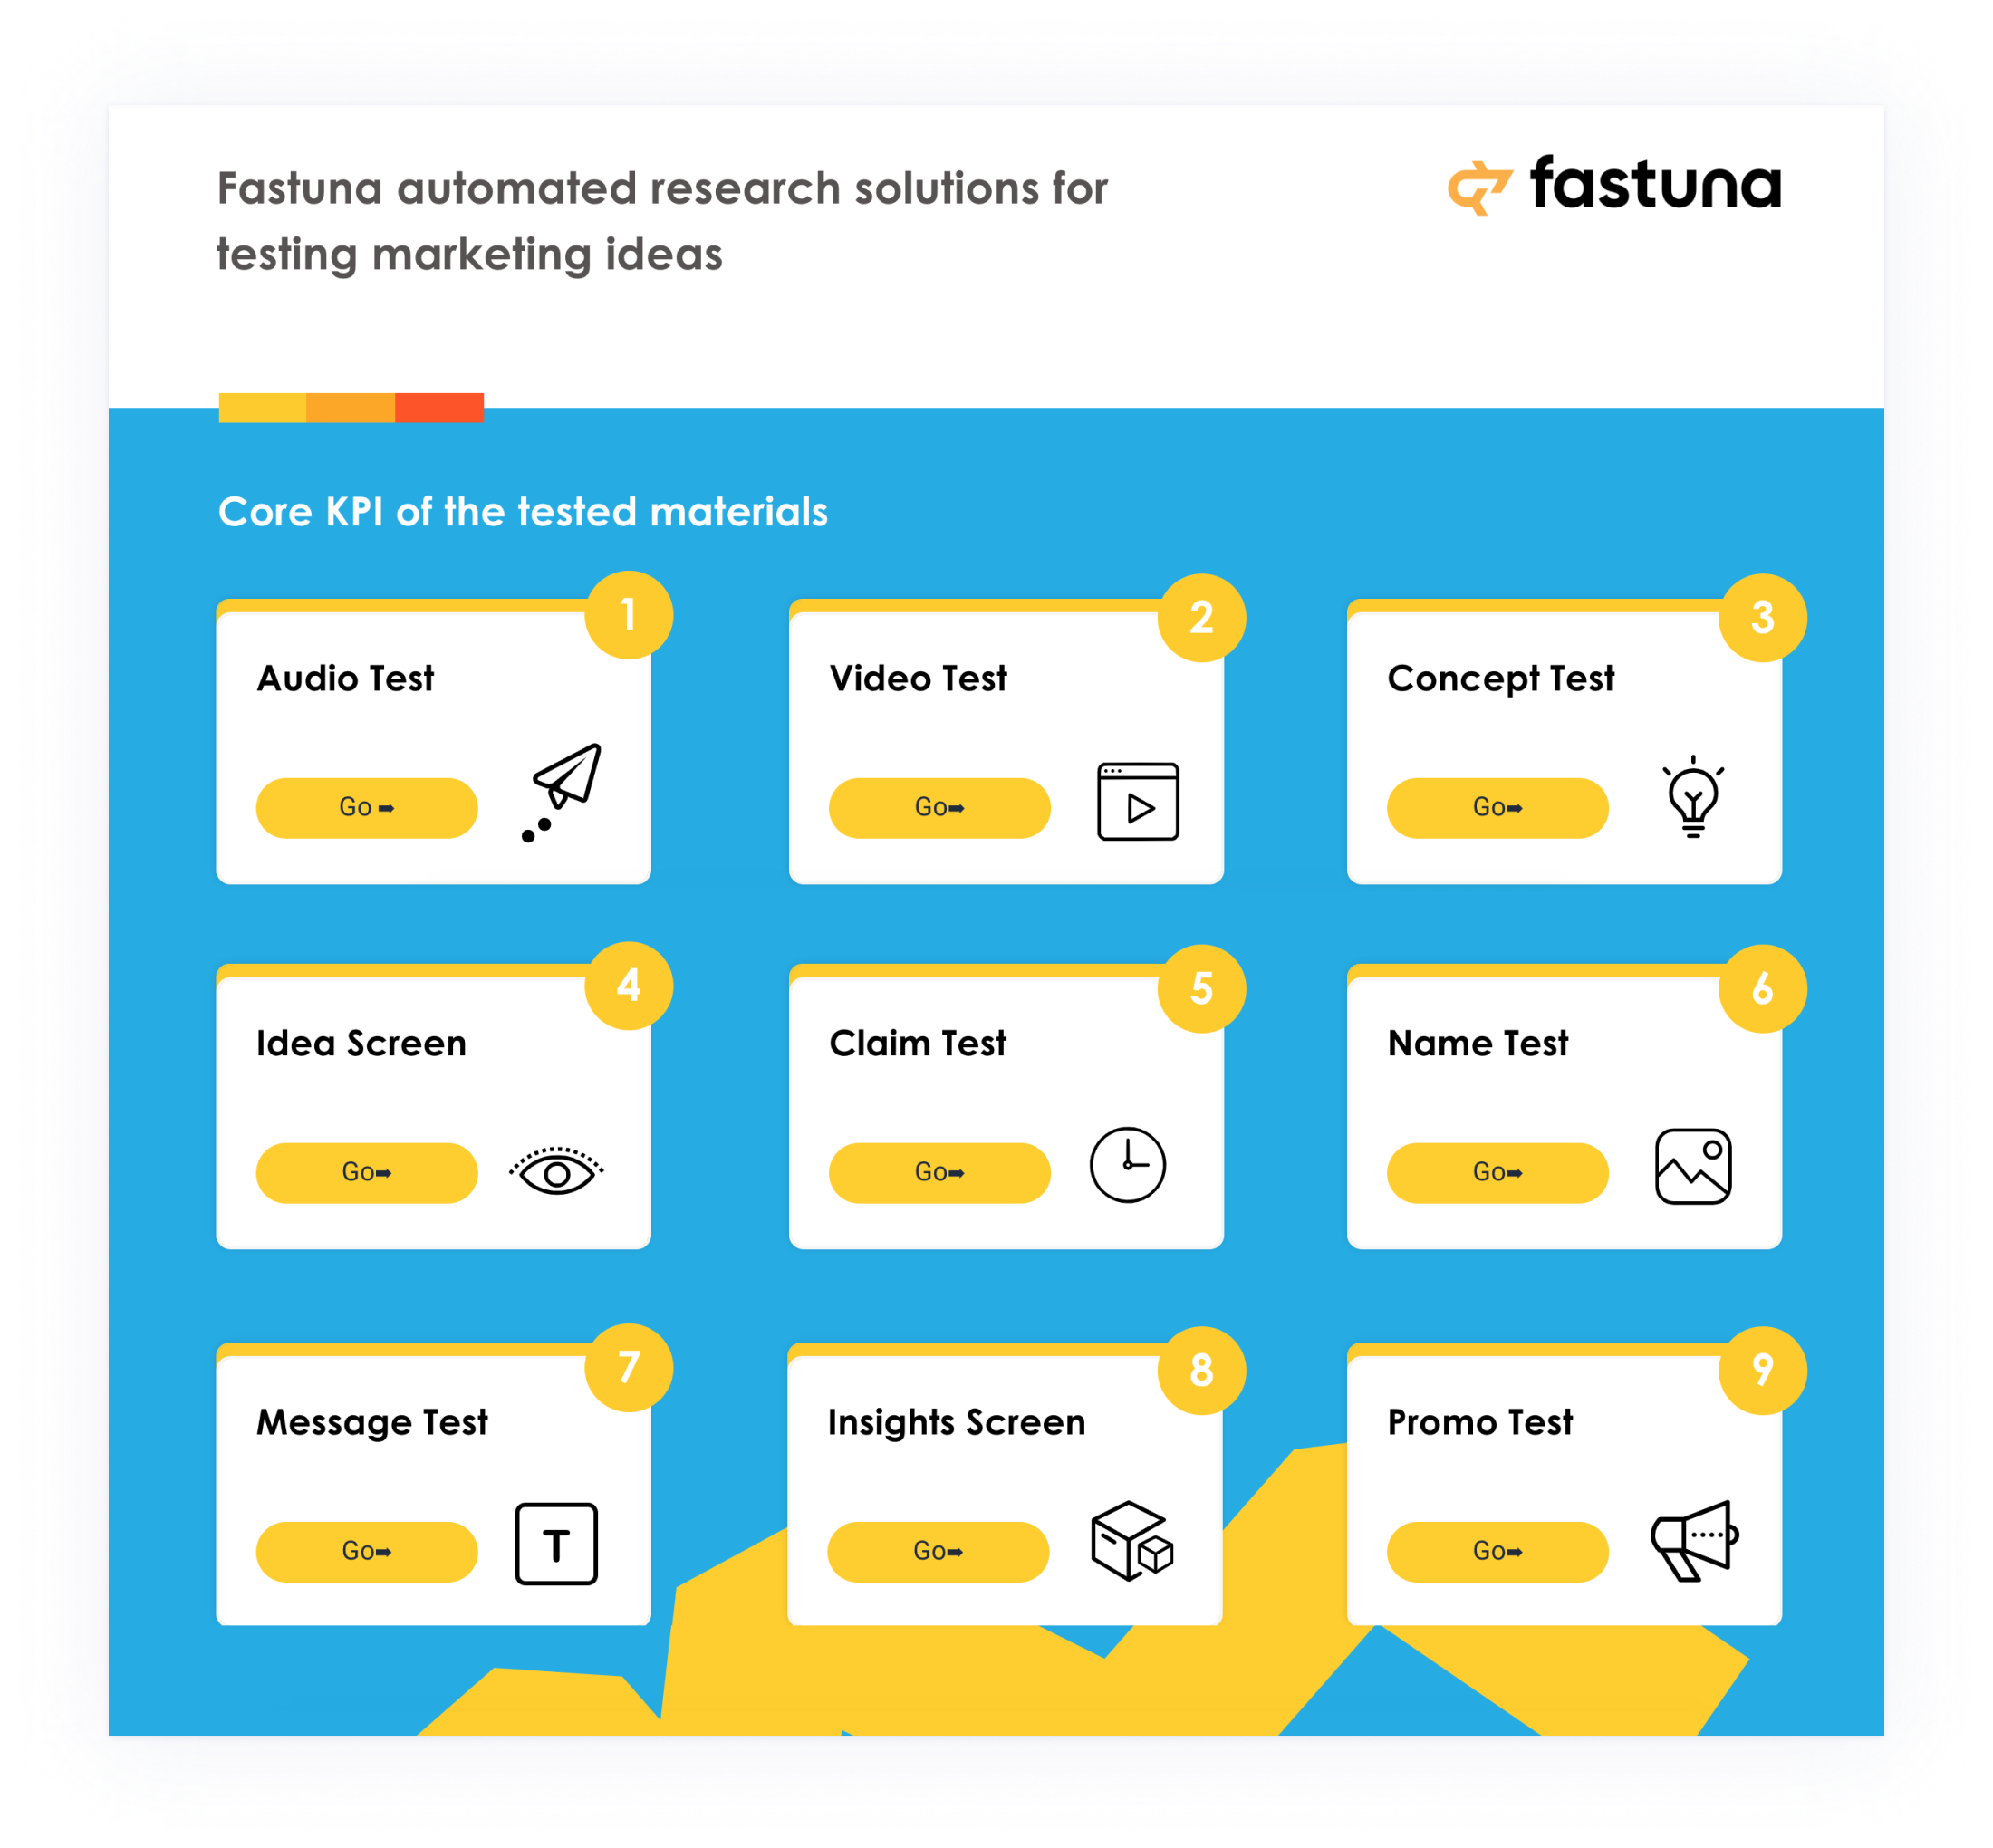 Fastuna automated research solutions for
testing marketing ideas
fastuna
Core KPI of the tested materials
1
Audio Test
Go ➡
2
Video Test
Go➡
3
Concept Test
Go➡
4
Idea Screen
Go➡
5
Claim Test
Go➡
6
Name Test
Go➡
7
Message Test
Go➡
T
8
Insights Screen
Go➡
9
Promo Test
Go➡